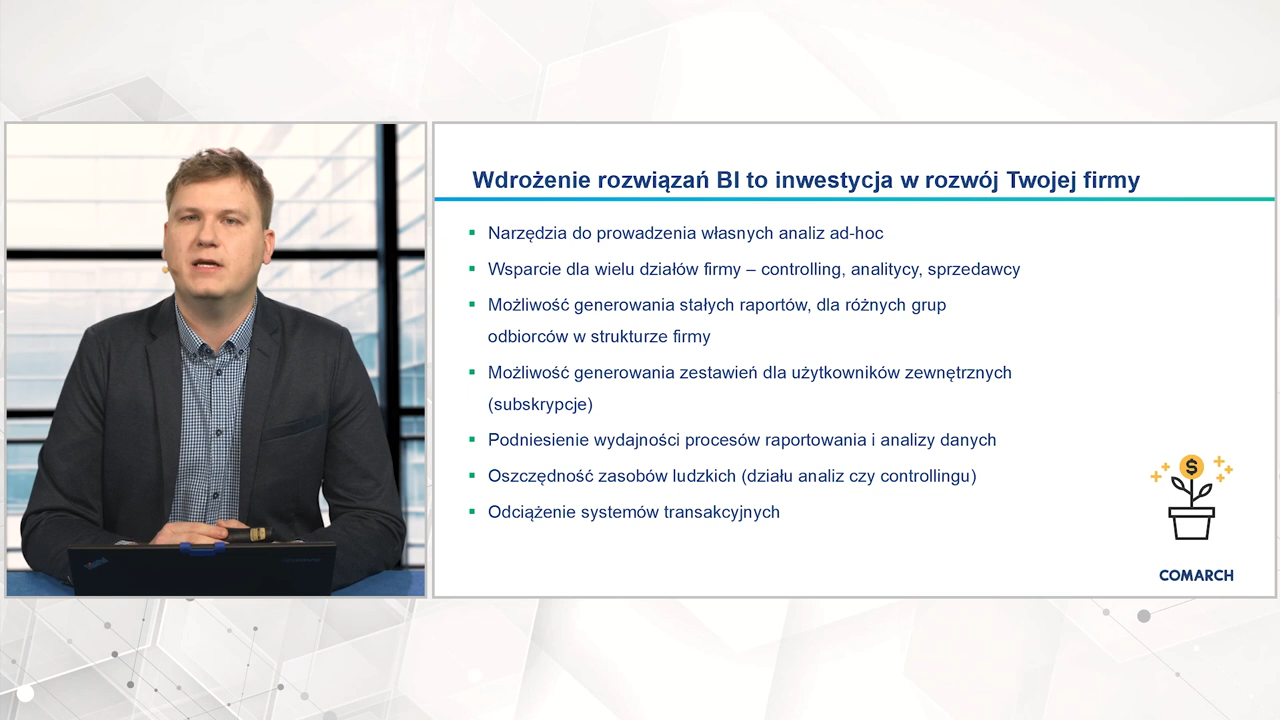 Wdrożenie rozwiązań BI to inwestycja w rozwój Twojej firmy
Narzędzia do prowadzenia własnych analiz ad-hoc
Wsparcie dla wielu działów firmy – controlling, analitycy, sprzedawcy
Możliwość generowania stałych raportów, dla różnych grup
odbiorców w strukturze firmy
Możliwość generowania zestawień dla użytkowników zewnętrznych
(subskrypcje)
Podniesienie wydajności procesów raportowania i analizy danych
Oszczędność zasobów ludzkich (działu analiz czy controllingu)
Odciążenie systemów transakcyjnych
$
COMARCH